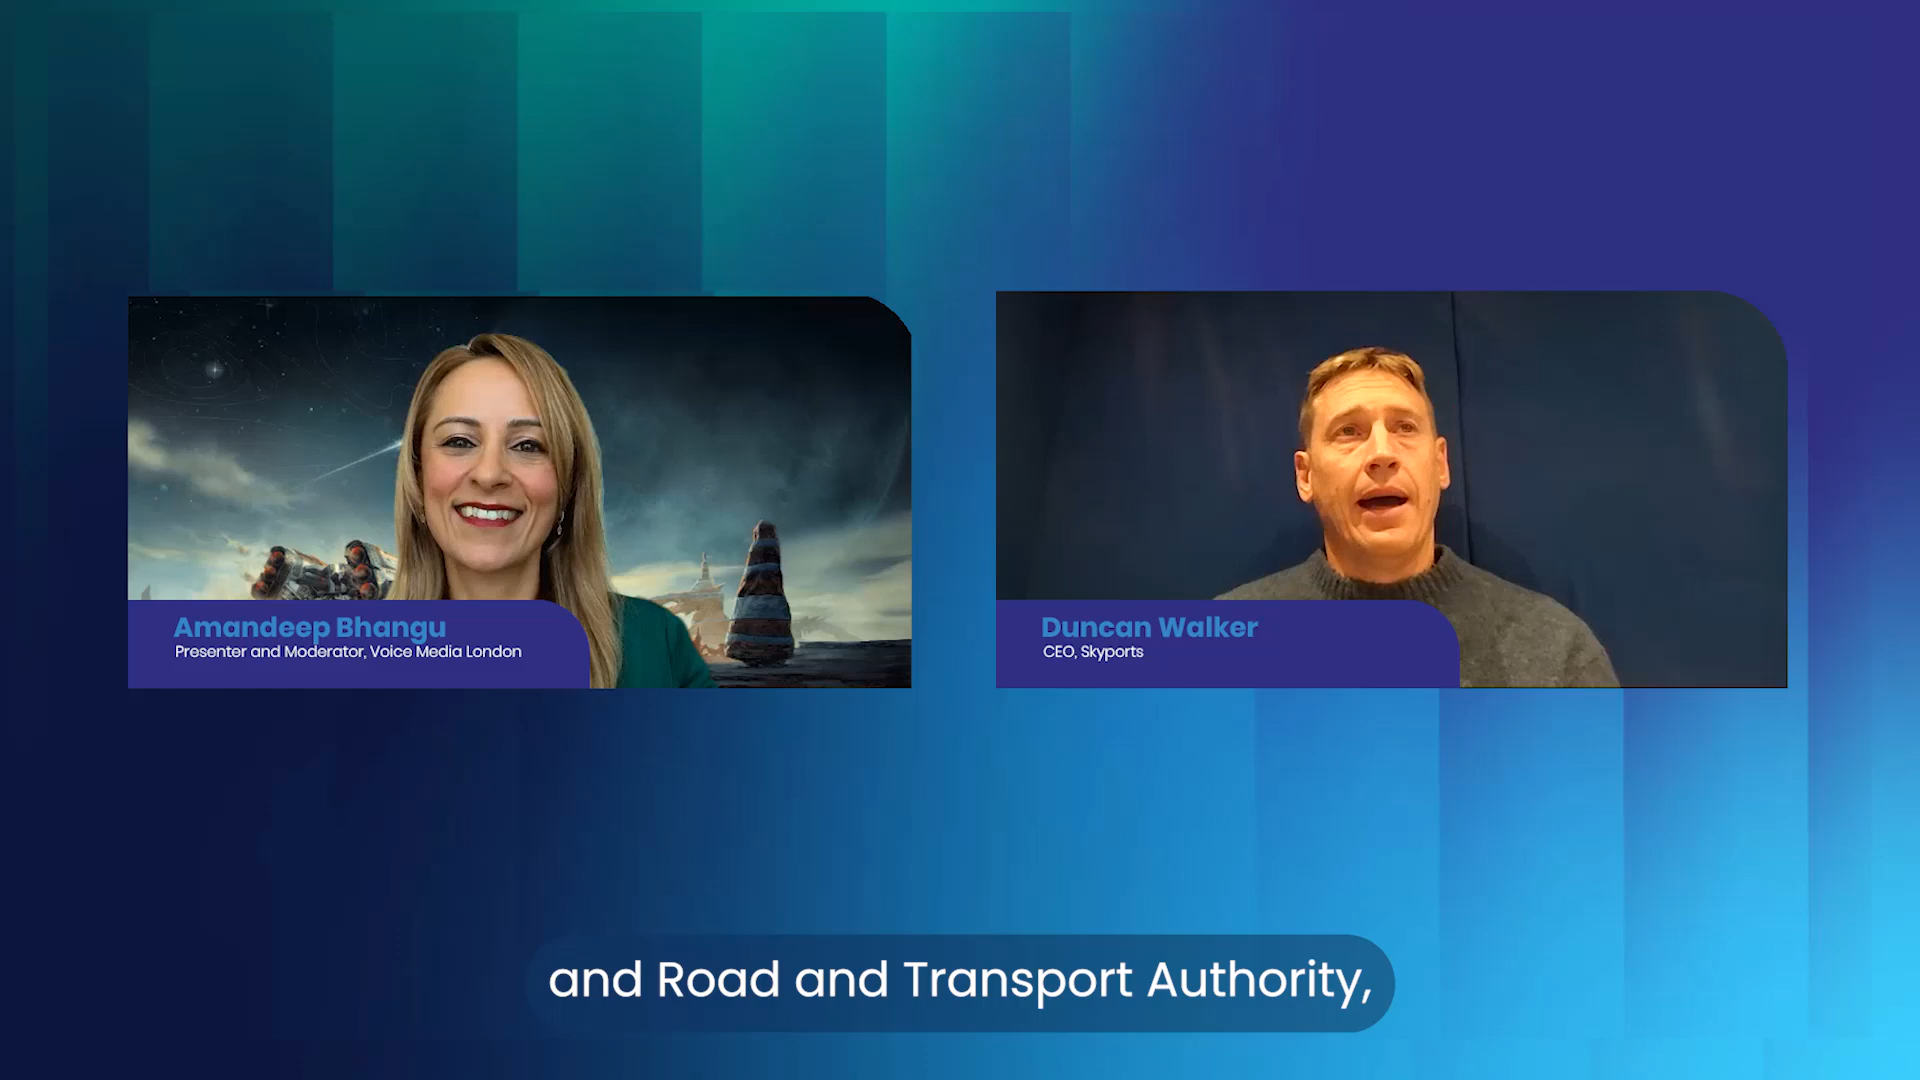 Amandeep Bhangu
Presenter and Moderator, Voice Media London
Duncan Walker
CEO, Skyports
and Road and Transport Authority,